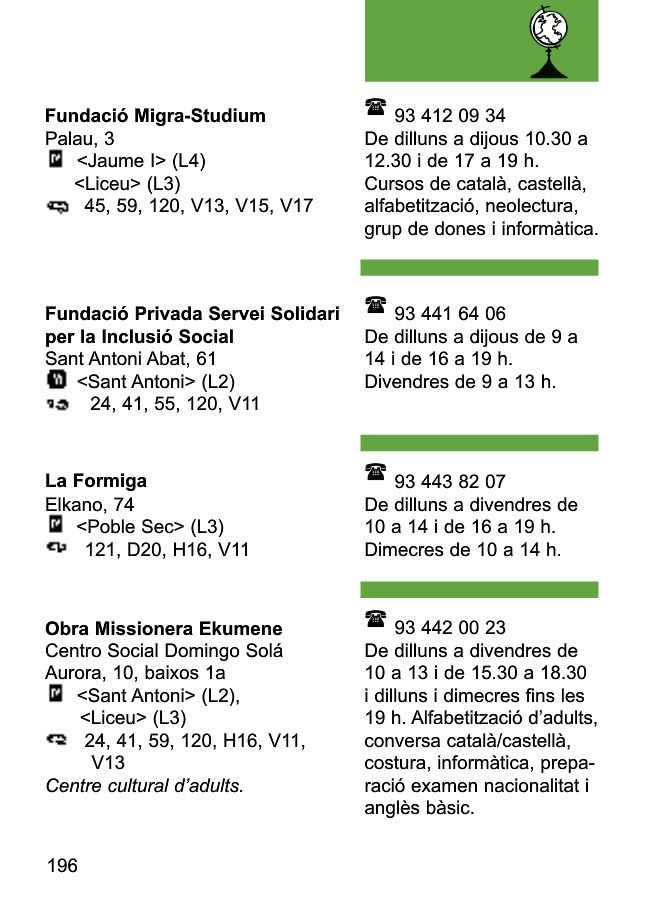 Fundació Migra-Studium
Palau, 3
<Jaume I> (L4)
<Liceu> (L3)
45, 59, 120, V13, V15, V17
93 412 09 34
De dilluns a dijous 10.30 a
12.30 i de 17 a 19 h.
Cursos de català, castellà,
alfabetització, neolectura,
grup de dones i informàtica.
Fundació Privada Servei Solidari
per la Inclusió Social
Sant Antoni Abat, 61
<Sant Antoni> (L2)
24, 41, 55, 120, V11
93 441 64 06
De dilluns a dijous de 9 a
14 i de 16 a 19 h.
Divendres de 9 a 13 h.
La Formiga
Elkano, 74
<Poble Sec> (L3)
121, D20, H16, V11
93 443 82 07
De dilluns a divendres de
10 a 14 i de 16 a 19 h.
Dimecres de 10 a 14 h.
Obra Missionera Ekumene
Centro Social Domingo Solá
Aurora, 10, baixos 1a
<Sant Antoni> (L2),
<Liceu> (L3)
24, 41, 59, 120, H16, V11,
V13
Centre cultural d’adults.
93 442 00 23
De dilluns a divendres de
10 a 13 i de 15.30 a 18.30
i dilluns i dimecres fins les
19 h. Alfabetització d’adults,
conversa català/castellà,
costura, informàtica, prepa-
ració examen nacionalitat i
anglès bàsic.
196